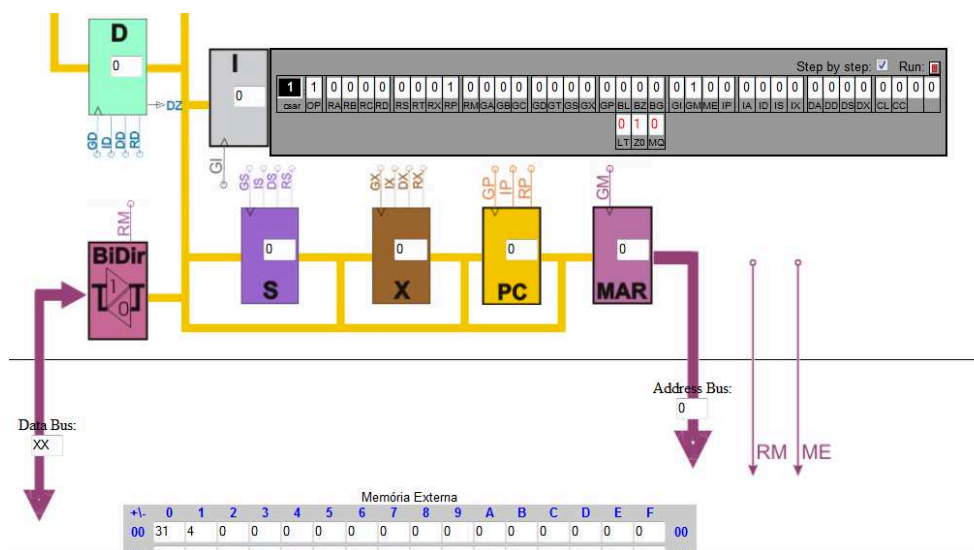 D
0
DZ
GD ID DD RD
I
0
GI
Step by step: Run:
1 1 0 0 0 0 0 0 0 1 0 0 0 0 0 0 0 0 0 0 0 0 0 1 0 0 0 0 0 0 0 0 0 0 0 0 0 0
csar OP RA RB RC RD RS RT RX RP RM GA GB GC GD GT GS GX GP BL BZ BG GI GM ME IP IA ID IS IX DA DD DS DX CL CC
0 1 0
LT Z0 MQ
RM
BiDir
1
0
GS IS DS RS
0
S
GX IX DX RX
0
X
GP IP RP
0
PC
GM
0
MAR
Data Bus:
XX
Address Bus:
0
RM ME
Memória Externa
+\- 0 1 2 3 4 5 6 7 8 9 A B C D E F
00 31 4 0 0 0 0 0 0 0 0 0 0 0 0 0 0 00